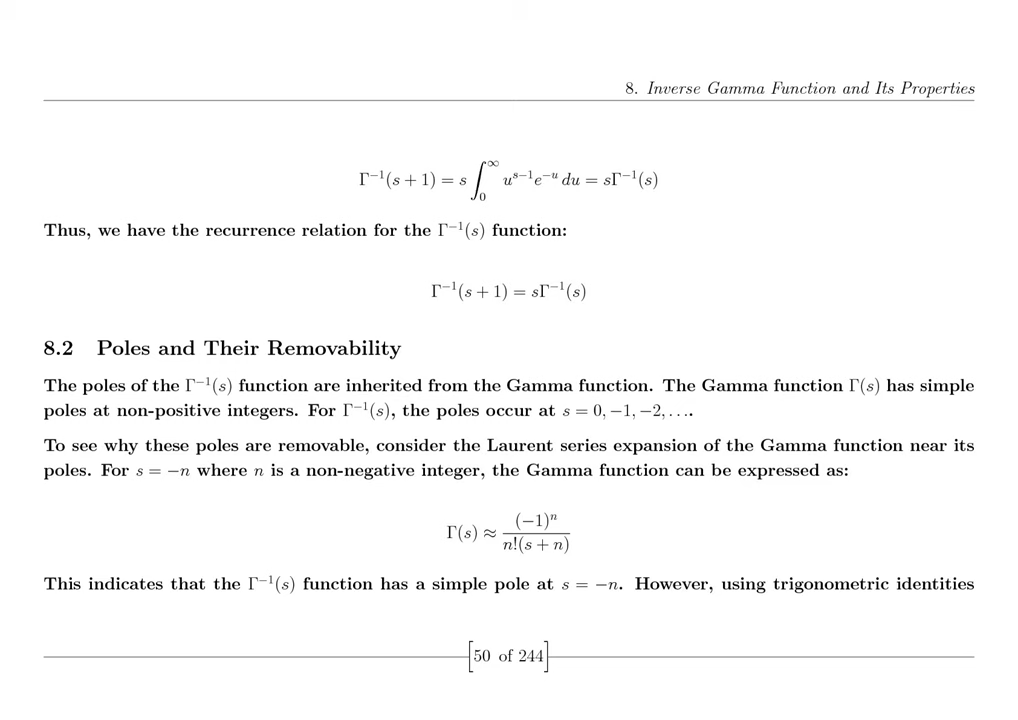 8. Inverse Gamma Function and Its Properties
Γ⁻¹(s + 1) = s ∫₀^∞ u^{s−1}e^{−u} du = sΓ⁻¹(s)
Thus, we have the recurrence relation for the Γ⁻¹(s) function:
Γ⁻¹(s + 1) = sΓ⁻¹(s)
8.2 Poles and Their Removability
The poles of the Γ⁻¹(s) function are inherited from the Gamma function. The Gamma function Γ(s) has simple
poles at non-positive integers. For Γ⁻¹(s), the poles occur at s = 0, −1, −2, . . ..
To see why these poles are removable, consider the Laurent series expansion of the Gamma function near its
poles. For s = −n where n is a non-negative integer, the Gamma function can be expressed as:
Γ(s) ≈ (−1)ⁿ / n!(s + n)
This indicates that the Γ⁻¹(s) function has a simple pole at s = −n. However, using trigonometric identities
[50 of 244]